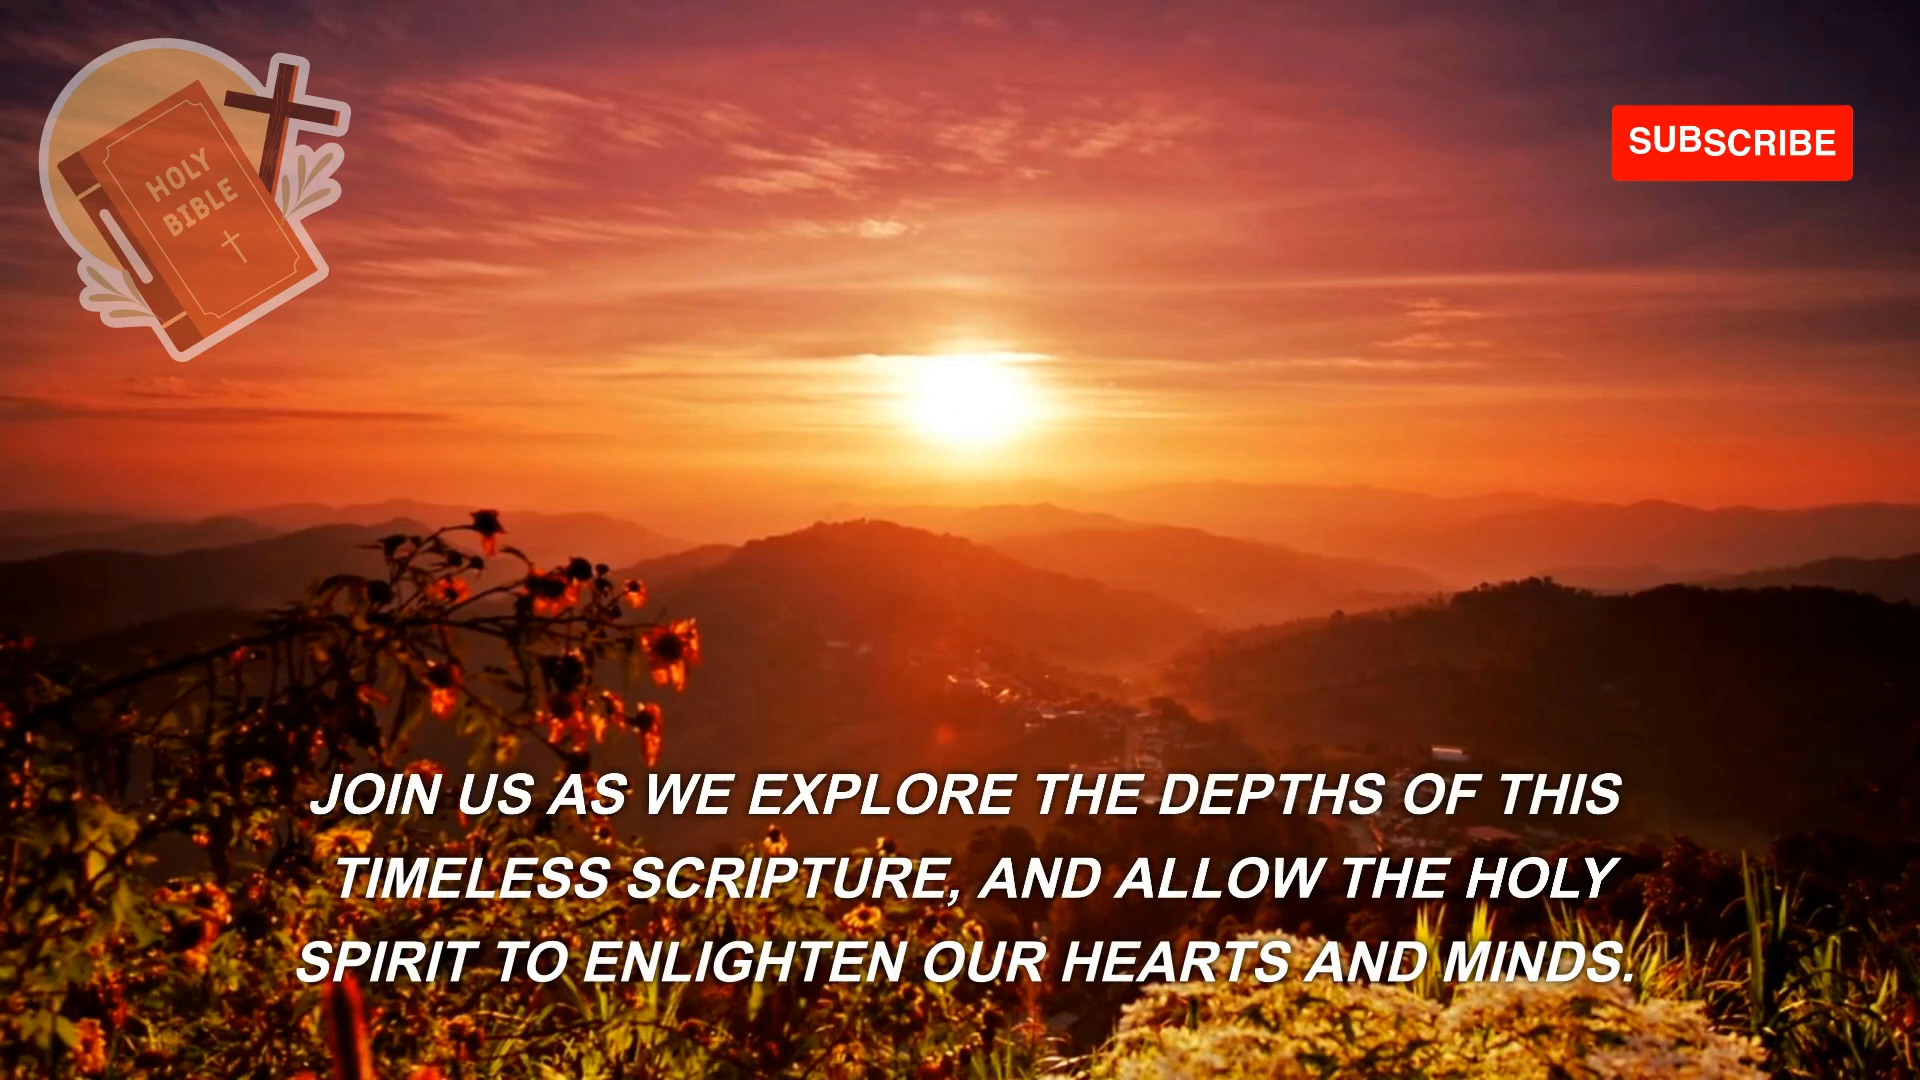 HOLY
BIBLE
SUBSCRIBE
JOIN US AS WE EXPLORE THE DEPTHS OF THIS
TIMELESS SCRIPTURE, AND ALLOW THE HOLY
SPIRIT TO ENLIGHTEN OUR HEARTS AND MINDS.